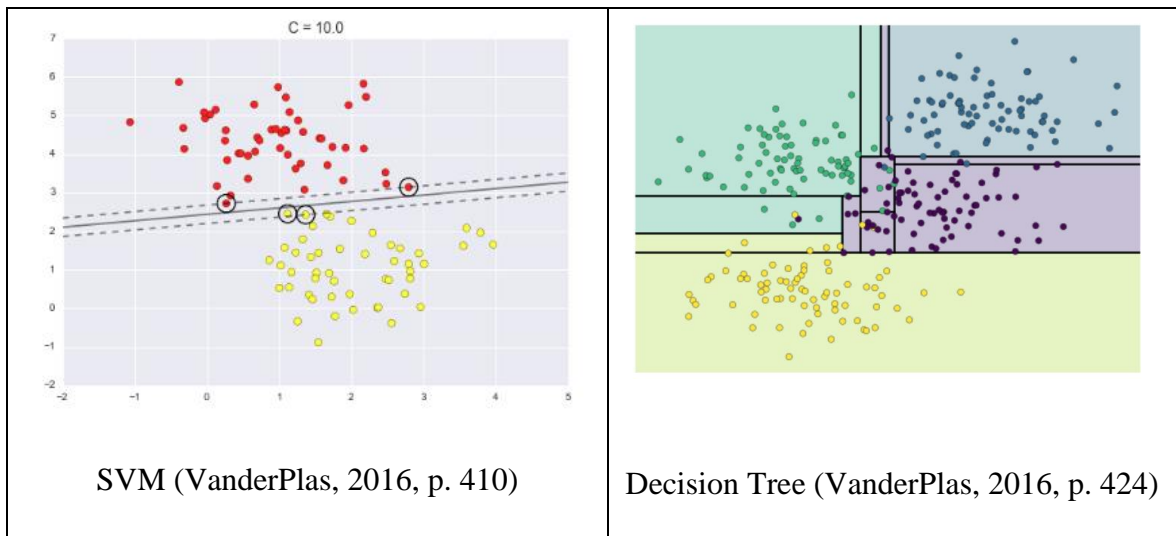 C = 10.0
7
6
5
4
3
2
1
0
−1
−2
−2 −1 0 1 2 3 4 5
SVM (VanderPlas, 2016, p. 410)
Decision Tree (VanderPlas, 2016, p. 424)